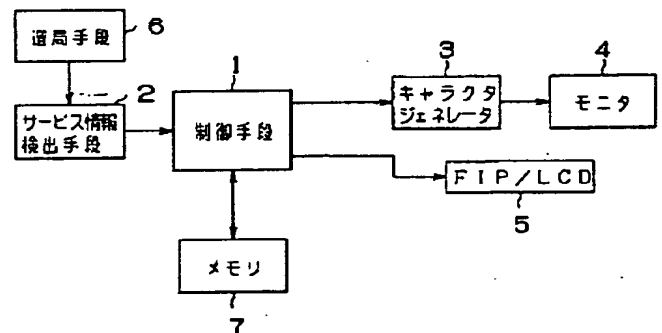 選局手段
6
サービス情報
検出手段
2
1
制御手段
3
キャラクタ
ジェネレータ
4
モニタ
FIP/LCD
5
メモリ
7